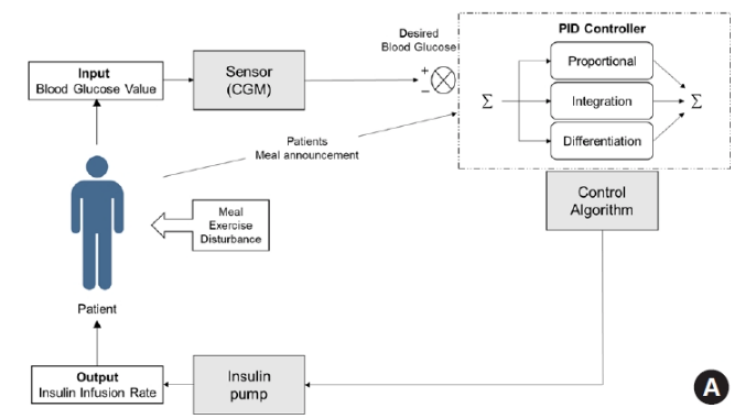 Desired
Blood Glucose
PID Controller
Proportional
Integration
Differentiation
Σ
Σ
+
−
Input
Blood Glucose Value
Sensor
(CGM)
Patients
Meal announcement
Control
Algorithm
Meal
Exercise
Disturbance
Patient
Output
Insulin Infusion Rate
Insulin
pump
A